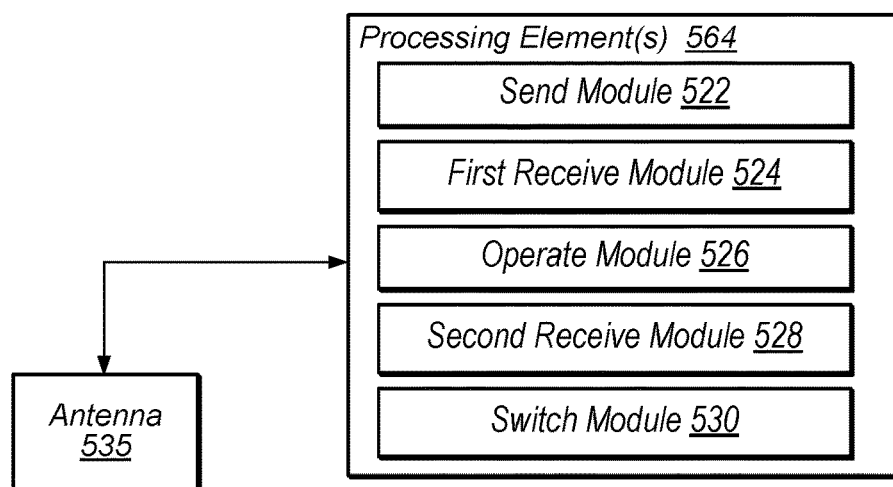 Processing Element(s) 564
Send Module 522
First Receive Module 524
Operate Module 526
Second Receive Module 528
Switch Module 530
Antenna
535